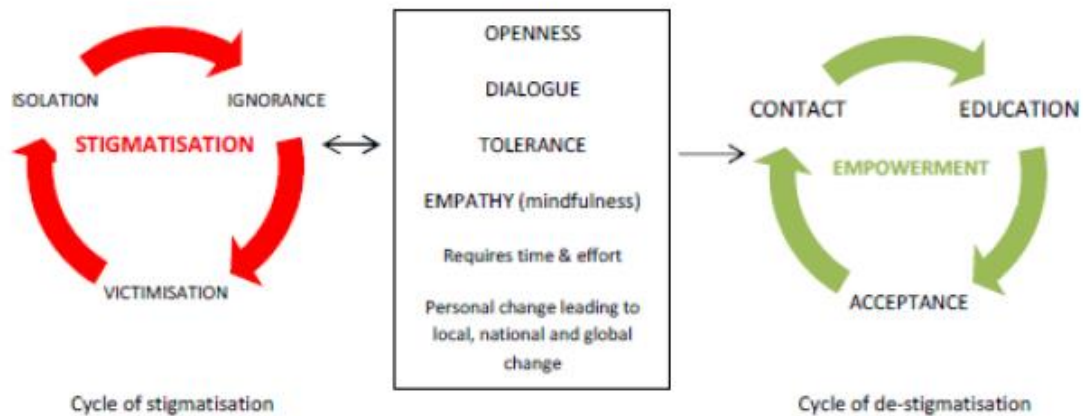 ISOLATION
IGNORANCE
STIGMATISATION
VICTIMISATION
Cycle of stigmatisation
OPENNESS
DIALOGUE
TOLERANCE
EMPATHY (mindfulness)
Requires time & effort
Personal change leading to
local, national and global
change
CONTACT
EDUCATION
EMPOWERMENT
ACCEPTANCE
Cycle of de-stigmatisation